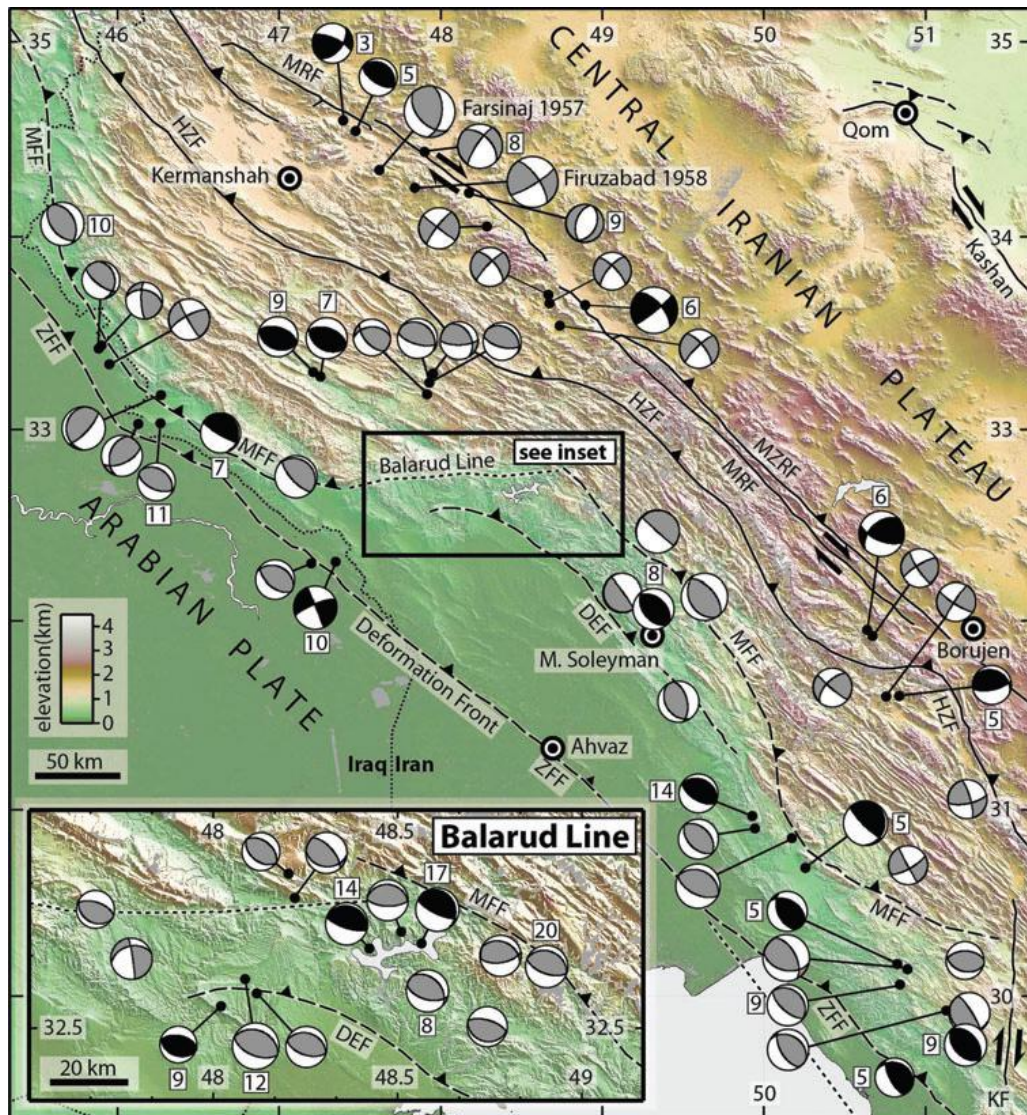 35 46 47 48 49 50 51 35
3
5
MRF
Farsinaj 1957
8
Firuzabad 1958
9
CENTRAL
IRANIAN
PLATEAU
Qom
Kashan
MFF
HZF
Kermanshah
34
34
10
9
7
6
ZFF
33
33
7
MFF
11
Balarud Line
see inset
HZF
MRF
MZRF
6
ARABIAN
PLATE
10
8
DEF
M. Soleyman
MFF
Borujen
5
HZF
Deformation Front
elevation(km)
4
3
2
1
0
50 km
Iraq
Iran
Ahvaz
ZFF
14
31
5
MFF
5
30
9
ZFF
9
5
50
KF
48
48.5
Balarud Line
14
17
MFF
20
8
32.5
32.5
DEF
9
12
48
48.5
49
20 km